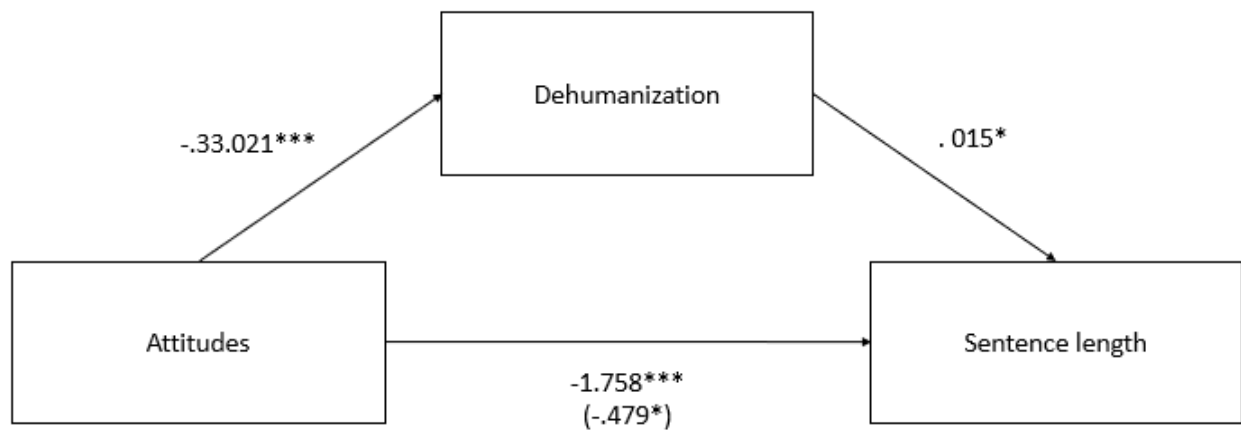 Dehumanization
-.33.021***
. 015*
Attitudes
Sentence length
-1.758***
(-.479*)